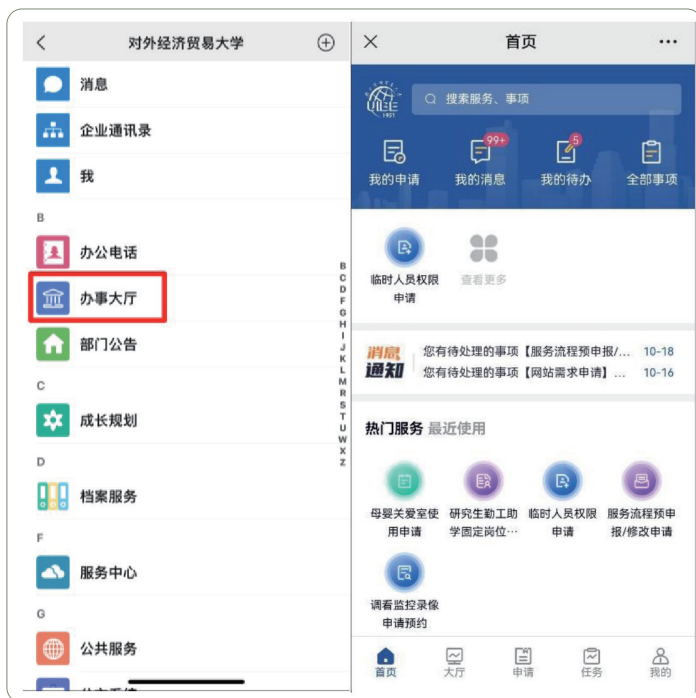 对外经济贸易大学
消息
企业通讯录
我
B
办公电话
办事大厅
部门公告
C
成长规划
D
档案服务
F
服务中心
G
公共服务
B
C
D
F
G
H
I
J
K
L
M
R
S
T
U
W
X
Z
首页
UIBE
1951
搜索服务、事项
99+
5
我的申请
我的消息
我的待办
全部事项
临时人员权限
申请
查看更多
消息
通知
您有待处理的事项【服务流程预申报/... 10-18
您有待处理的事项【网站需求申请】... 10-16
热门服务 最近使用
母婴关爱室使
用申请
研究生勤工助
学固定岗位…
临时人员权限
申请
服务流程预申
报/修改申请
调看监控录像
申请预约
首页
大厅
申请
任务
我的